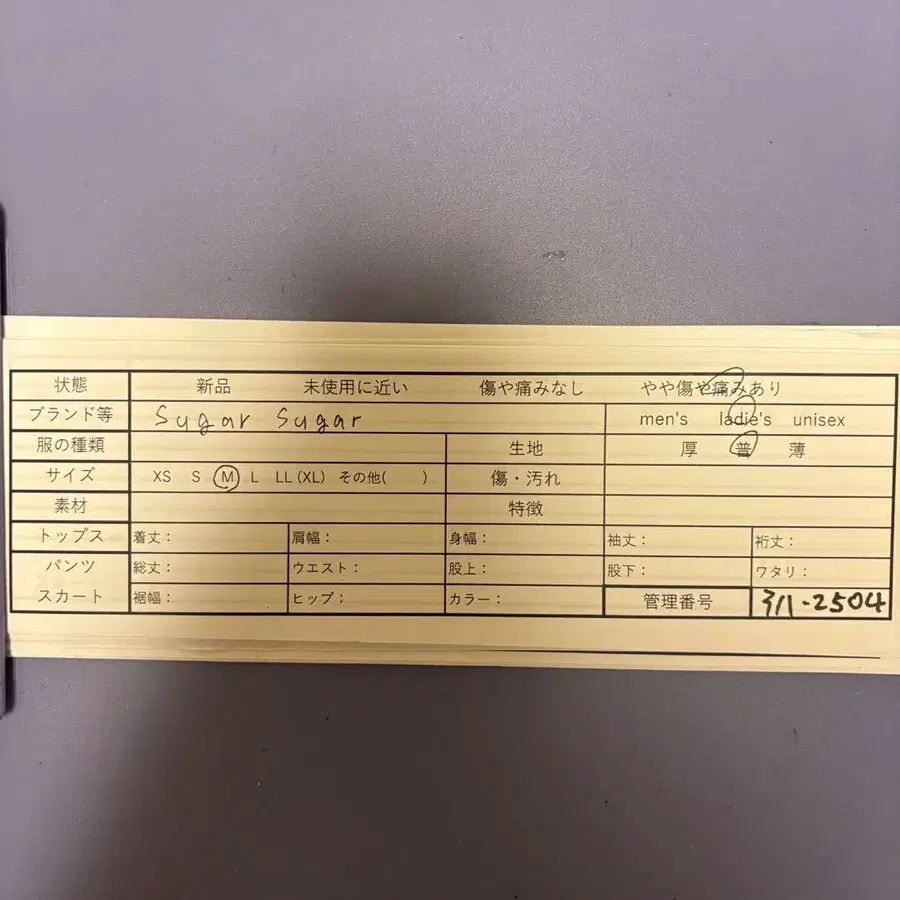 状態 新品 未使用に近い 傷や痛みなし やや傷や痛みあり
ブランド等 Sugar Sugar men's ladie's unisex
服の種類 生地 厚 普 薄
サイズ XS S M L LL (XL) その他( ) 傷・汚れ
素材 特徴
トップス 着丈: 肩幅: 身幅: 袖丈: 裄丈:
パンツ 総丈: ウエスト: 股上: 股下: ワタリ:
スカート 裾幅: ヒップ: カラー: 管理番号 311-2504